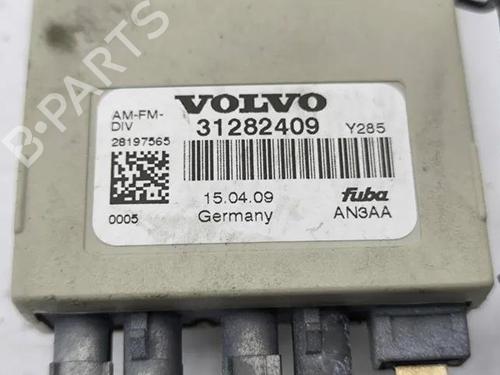 B-PARTS
VOLVO
AM-FM-
DIV
31282409
Y285
28197565
15.04.09
fuba
0005
Germany
AN3AA